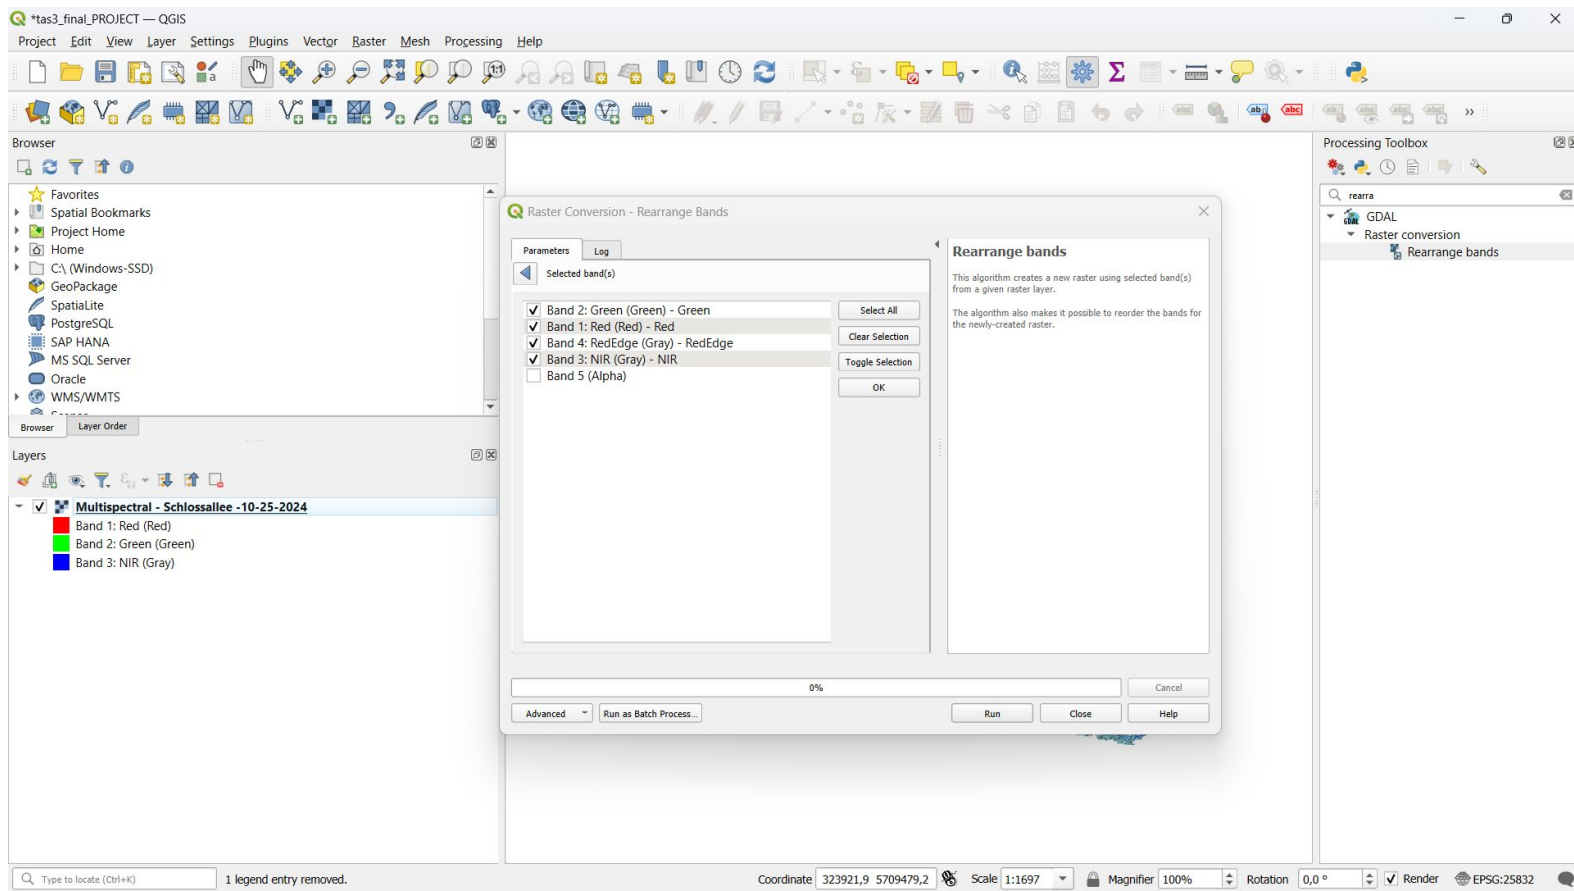 *tas3_final_PROJECT — QGIS
Project Edit View Layer Settings Plugins Vector Raster Mesh Processing Help
Browser
Favorites
Spatial Bookmarks
Project Home
Home
C:\ (Windows-SSD)
GeoPackage
SpatiaLite
PostgreSQL
SAP HANA
MS SQL Server
Oracle
WMS/WMTS
Browser Layer Order
Layers
Multispectral - Schlossallee -10-25-2024
Band 1: Red (Red)
Band 2: Green (Green)
Band 3: NIR (Gray)
Raster Conversion - Rearrange Bands
Parameters Log
Selected band(s)
Band 2: Green (Green) - Green
Band 1: Red (Red) - Red
Band 4: RedEdge (Gray) - RedEdge
Band 3: NIR (Gray) - NIR
Band 5 (Alpha)
Select All
Clear Selection
Toggle Selection
OK
Rearrange bands
This algorithm creates a new raster using selected band(s)
from a given raster layer.
The algorithm also makes it possible to reorder the bands for
the newly-created raster.
0%
Cancel
Advanced Run as Batch Process... Run Close Help
Processing Toolbox
rearra
GDAL
Raster conversion
Rearrange bands
Type to locate (Ctrl+K) 1 legend entry removed. Coordinate 323921,9 5709479,2 Scale 1:1697 Magnifier 100% Rotation 0,0 ° Render EPSG:25832